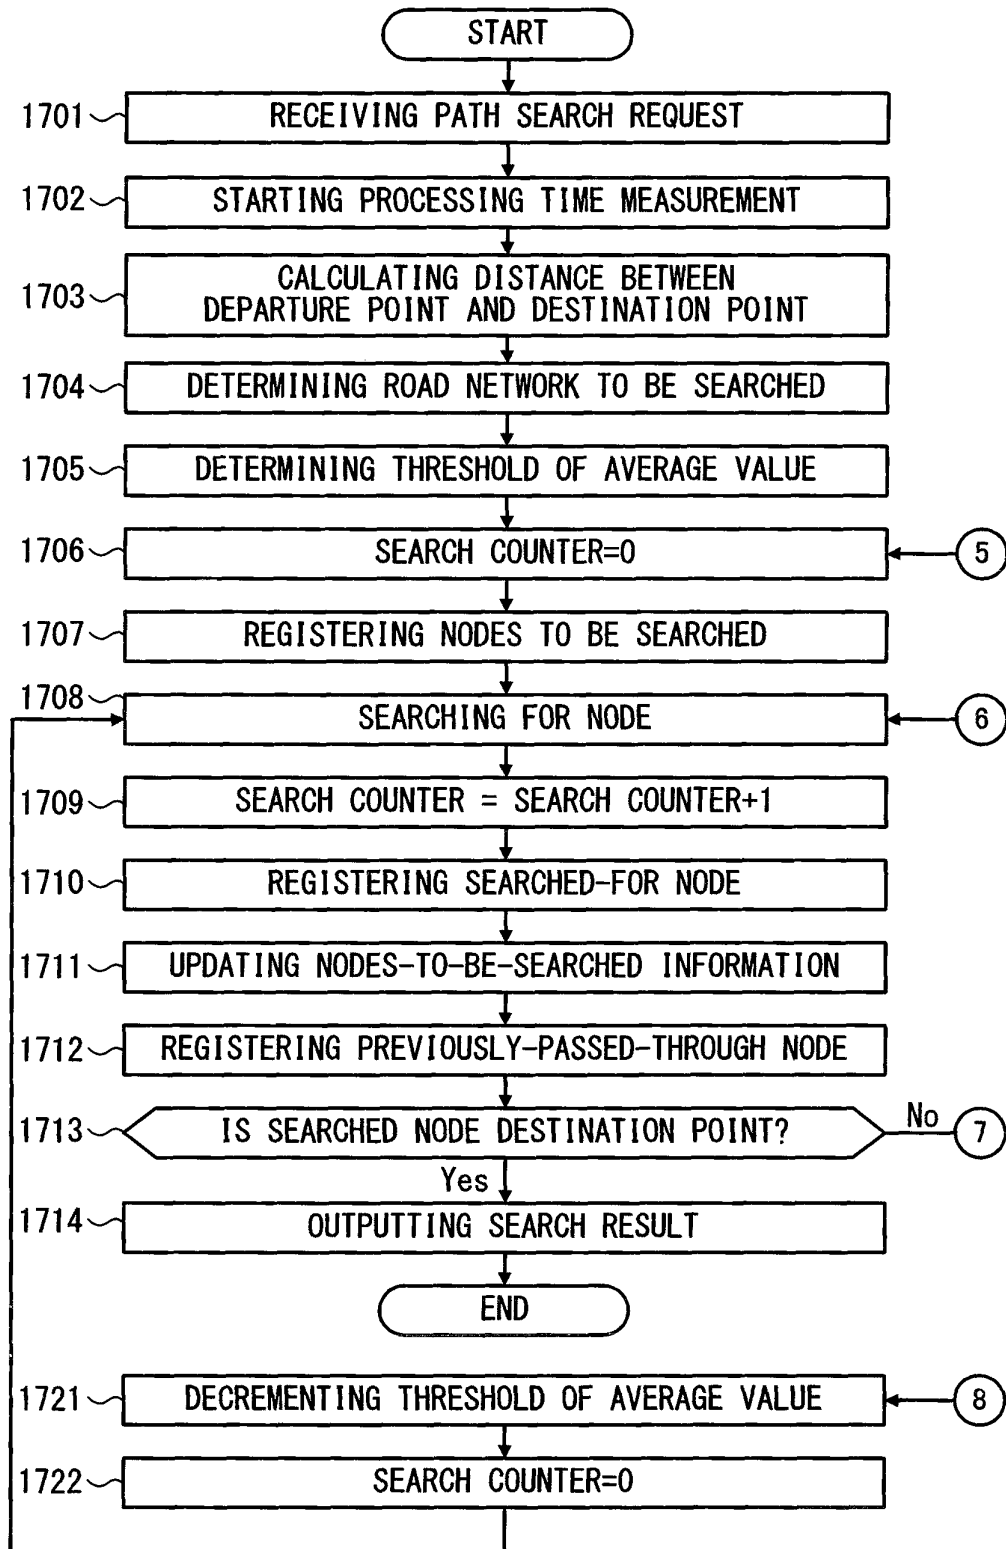 START
1701
RECEIVING PATH SEARCH REQUEST
1702
STARTING PROCESSING TIME MEASUREMENT
1703
CALCULATING DISTANCE BETWEEN
DEPARTURE POINT AND DESTINATION POINT
1704
DETERMINING ROAD NETWORK TO BE SEARCHED
1705
DETERMINING THRESHOLD OF AVERAGE VALUE
1706
SEARCH COUNTER=0
5
1707
REGISTERING NODES TO BE SEARCHED
1708
SEARCHING FOR NODE
6
1709
SEARCH COUNTER = SEARCH COUNTER+1
1710
REGISTERING SEARCHED-FOR NODE
1711
UPDATING NODES-TO-BE-SEARCHED INFORMATION
1712
REGISTERING PREVIOUSLY-PASSED-THROUGH NODE
1713
IS SEARCHED NODE DESTINATION POINT?
No
7
Yes
1714
OUTPUTTING SEARCH RESULT
END
1721
DECREMENTING THRESHOLD OF AVERAGE VALUE
8
1722
SEARCH COUNTER=0